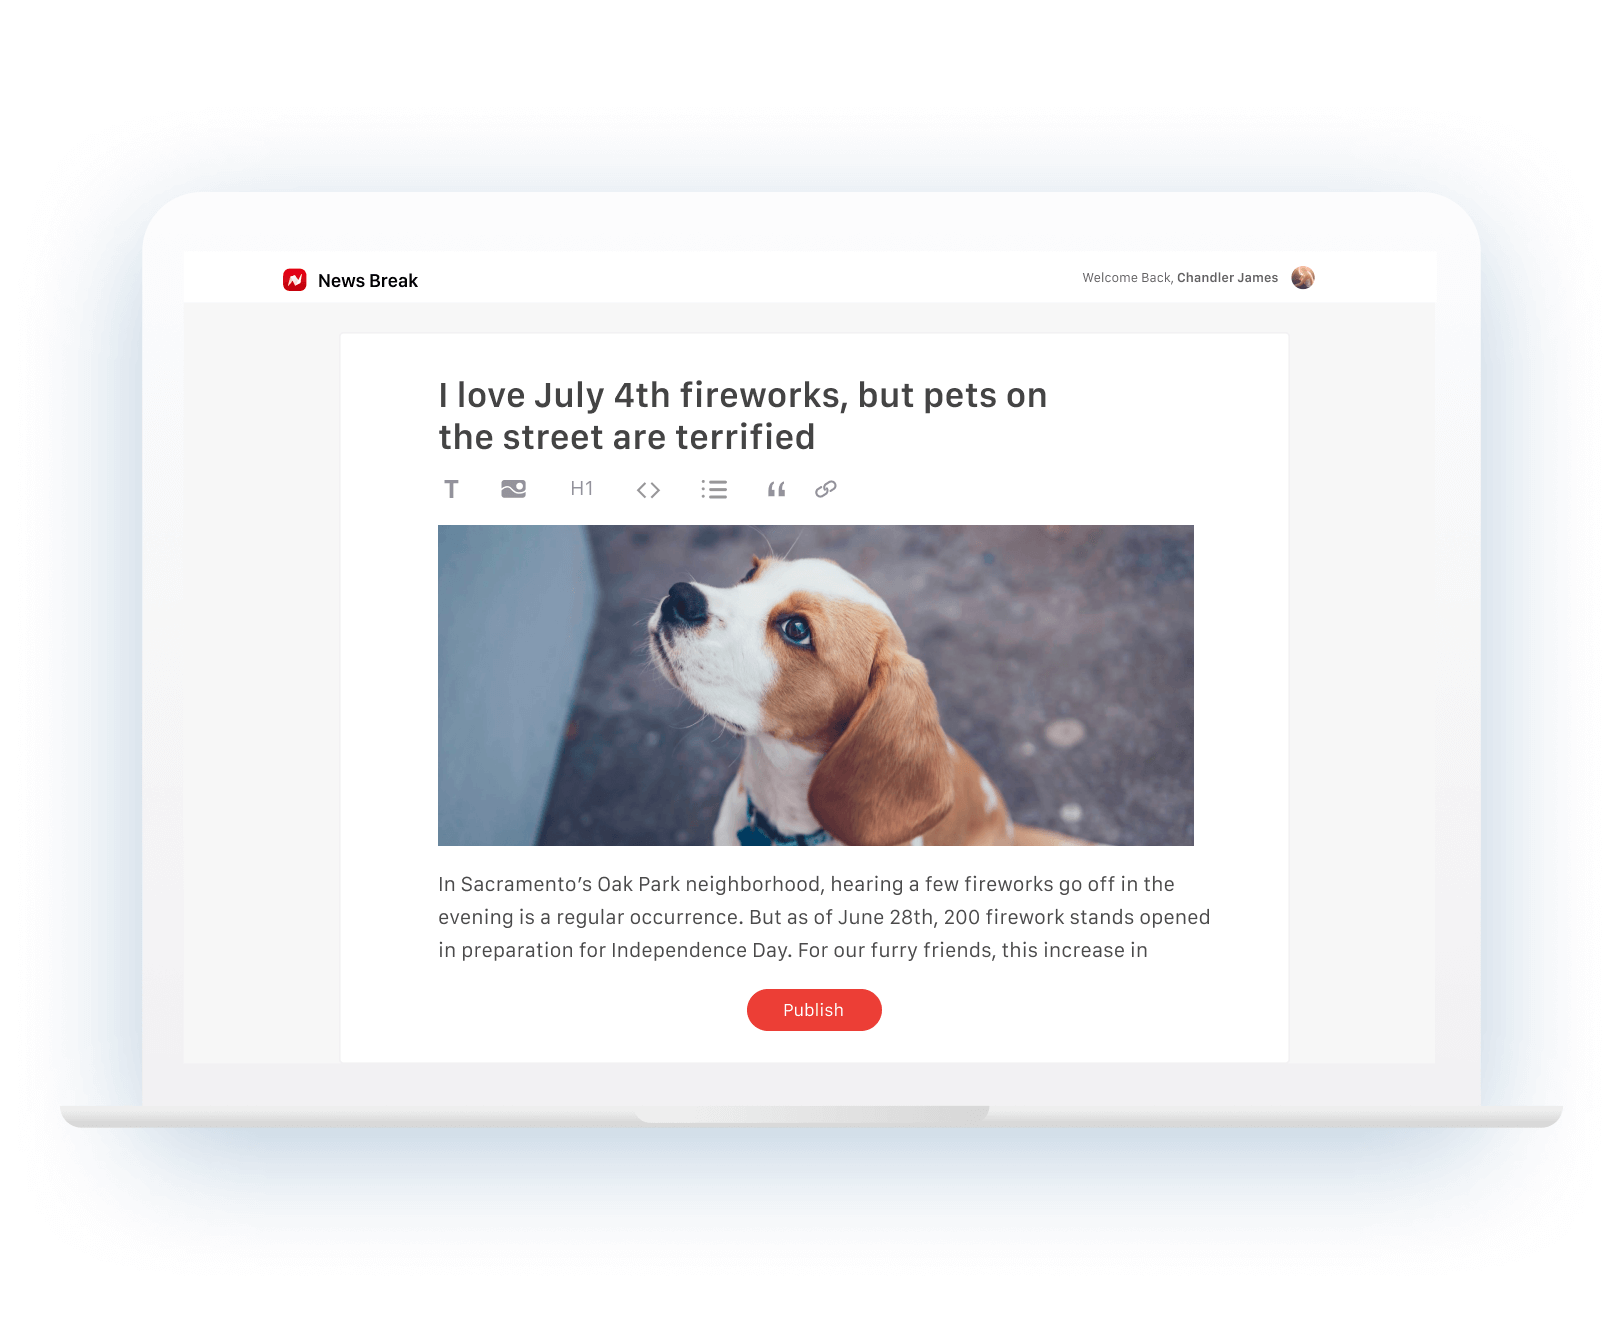 News Break
Welcome Back, Chandler James
I love July 4th fireworks, but pets on
the street are terrified
T
H1
In Sacramento’s Oak Park neighborhood, hearing a few fireworks go off in the
evening is a regular occurrence. But as of June 28th, 200 firework stands opened
in preparation for Independence Day. For our furry friends, this increase in
Publish